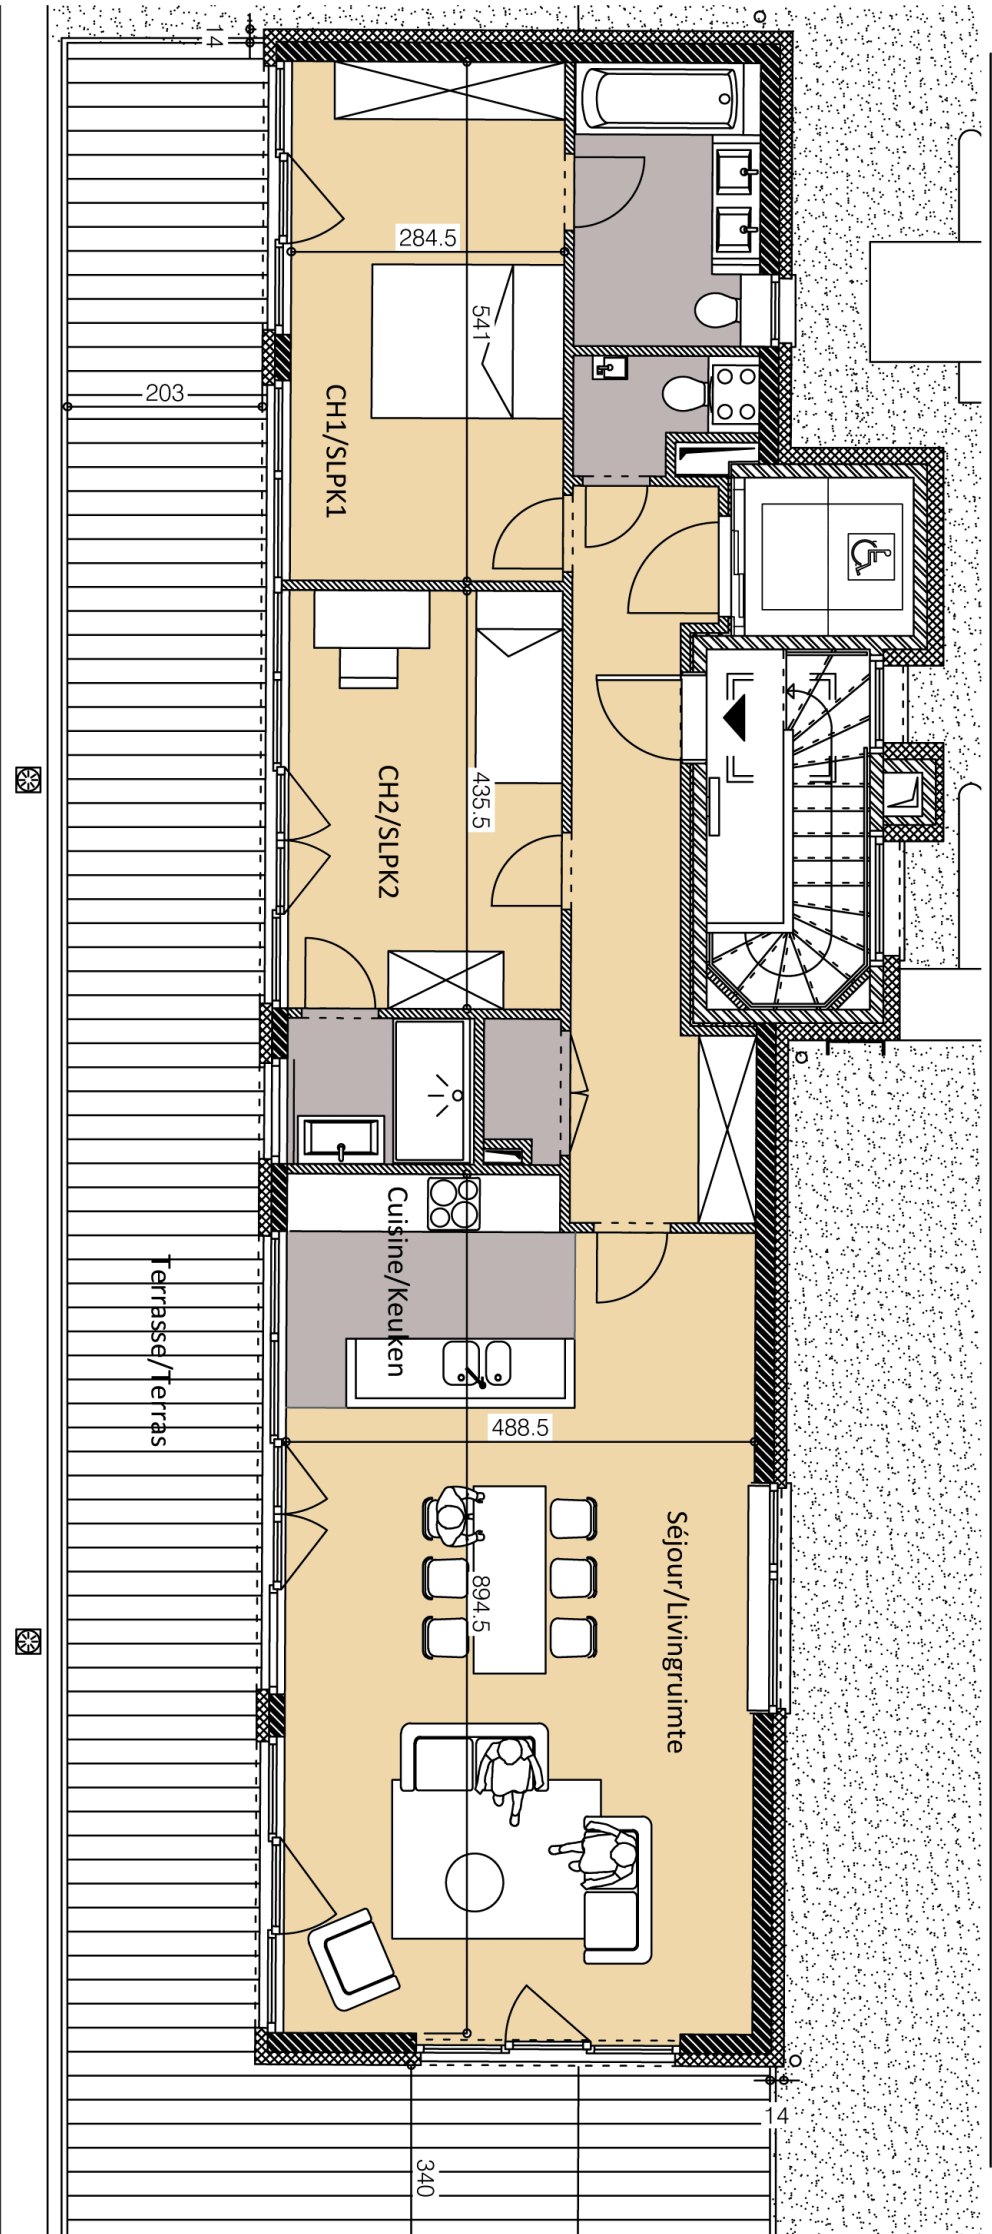 14
284.5
541
203
CH1/SLPK1
435.5
CH2/SLPK2
Cuisine/Keuken
Terrasse/Terras
488.5
Séjour/Livingruimte
894.5
14
340